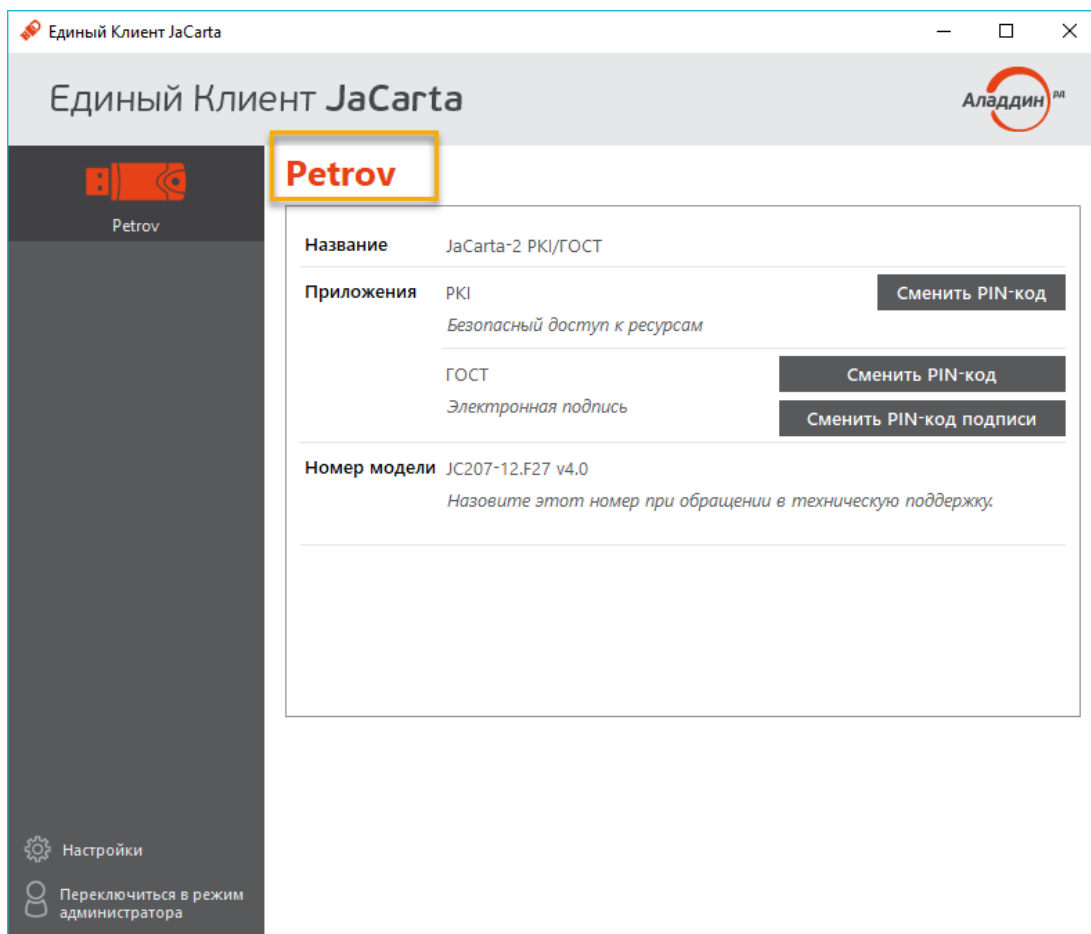 Единый Клиент JaCarta
Единый Клиент JaCarta
Аладдин РД
Petrov
Petrov
Название JaCarta-2 PKI/ГОСТ
Приложения PKI Сменить PIN-код
Безопасный доступ к ресурсам
ГОСТ Сменить PIN-код
Электронная подпись Сменить PIN-код подписи
Номер модели JC207-12.F27 v4.0
Назовите этот номер при обращении в техническую поддержку.
Настройки
Переключиться в режим
администратора